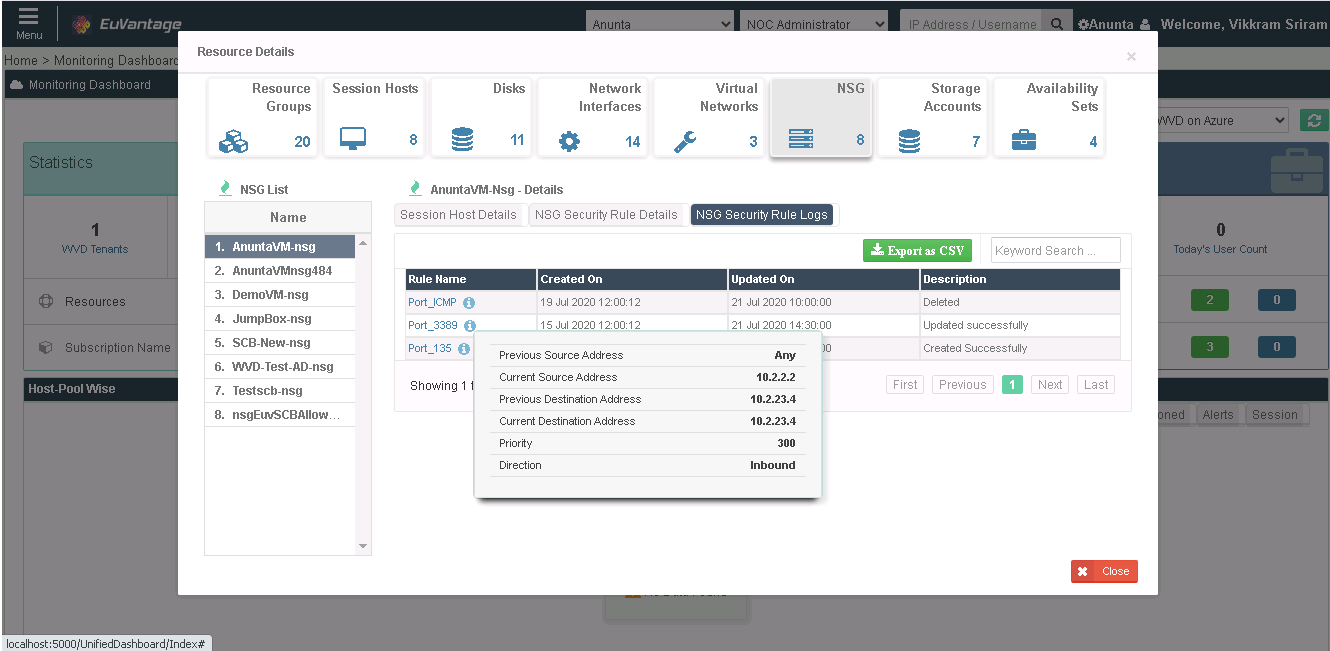 Menu
EuVantage
Anunta
NOC Administrator
IP Address / Username
Anunta
Welcome, Vikkram Sriram
Home > Monitoring Dashboard
Monitoring Dashboard
WVD on Azure
Resource Details
×
Resource Groups
20
Session Hosts
8
Disks
11
Network Interfaces
14
Virtual Networks
3
NSG
8
Storage Accounts
7
Availability Sets
4
Statistics
1
WVD Tenants
Resources
Subscription Name
Host-Pool Wise
0
Today's User Count
2
0
3
0
Alerts
Session
NSG List
Name
1. AnuntaVM-nsg
2. AnuntaVMnsg484
3. DemoVM-nsg
4. JumpBox-nsg
5. SCB-New-nsg
6. WVD-Test-AD-nsg
7. Testscb-nsg
8. nsgEuvSCBAllow...
AnuntaVM-Nsg - Details
Session Host Details
NSG Security Rule Details
NSG Security Rule Logs
Export as CSV
Keyword Search ...
Rule Name Created On Updated On Description
Port_ICMP 19 Jul 2020 12:00:12 21 Jul 2020 10:00:00 Deleted
Port_3389 15 Jul 2020 12:00:12 21 Jul 2020 14:30:00 Updated successfully
Port_135 Created Successfully
Showing 1
First Previous 1 Next Last
Previous Source Address Any
Current Source Address 10.2.2.2
Previous Destination Address 10.2.23.4
Current Destination Address 10.2.23.4
Priority 300
Direction Inbound
Close
localhost:5000/UnifiedDashboard/Index#